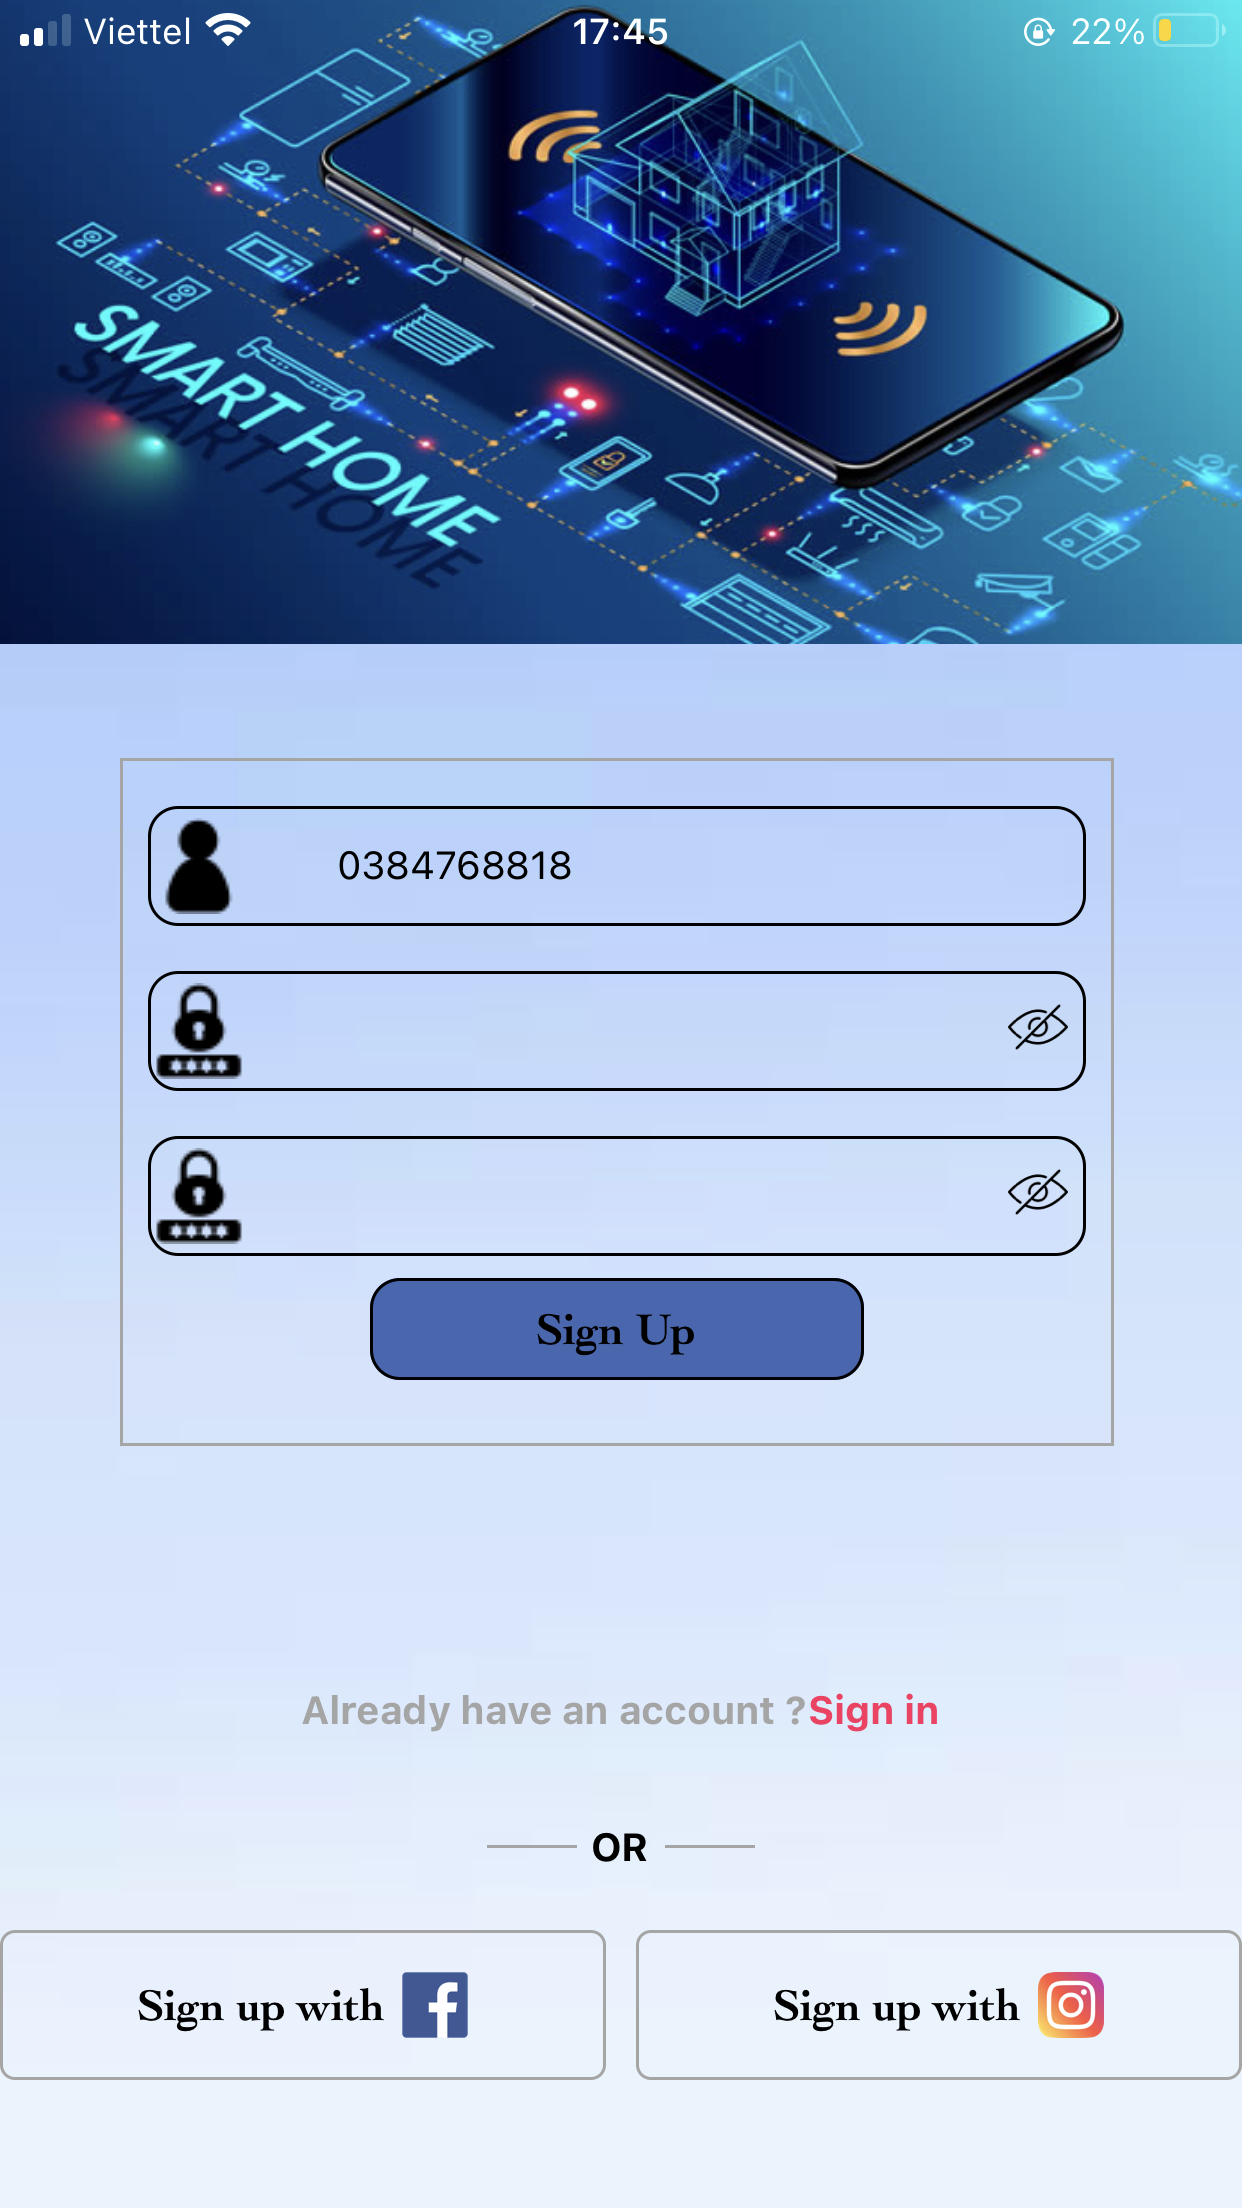 Viettel 17:45 22%
SMART HOME
0384768818
Sign Up
Already have an account ?Sign in
OR
Sign up with
Sign up with